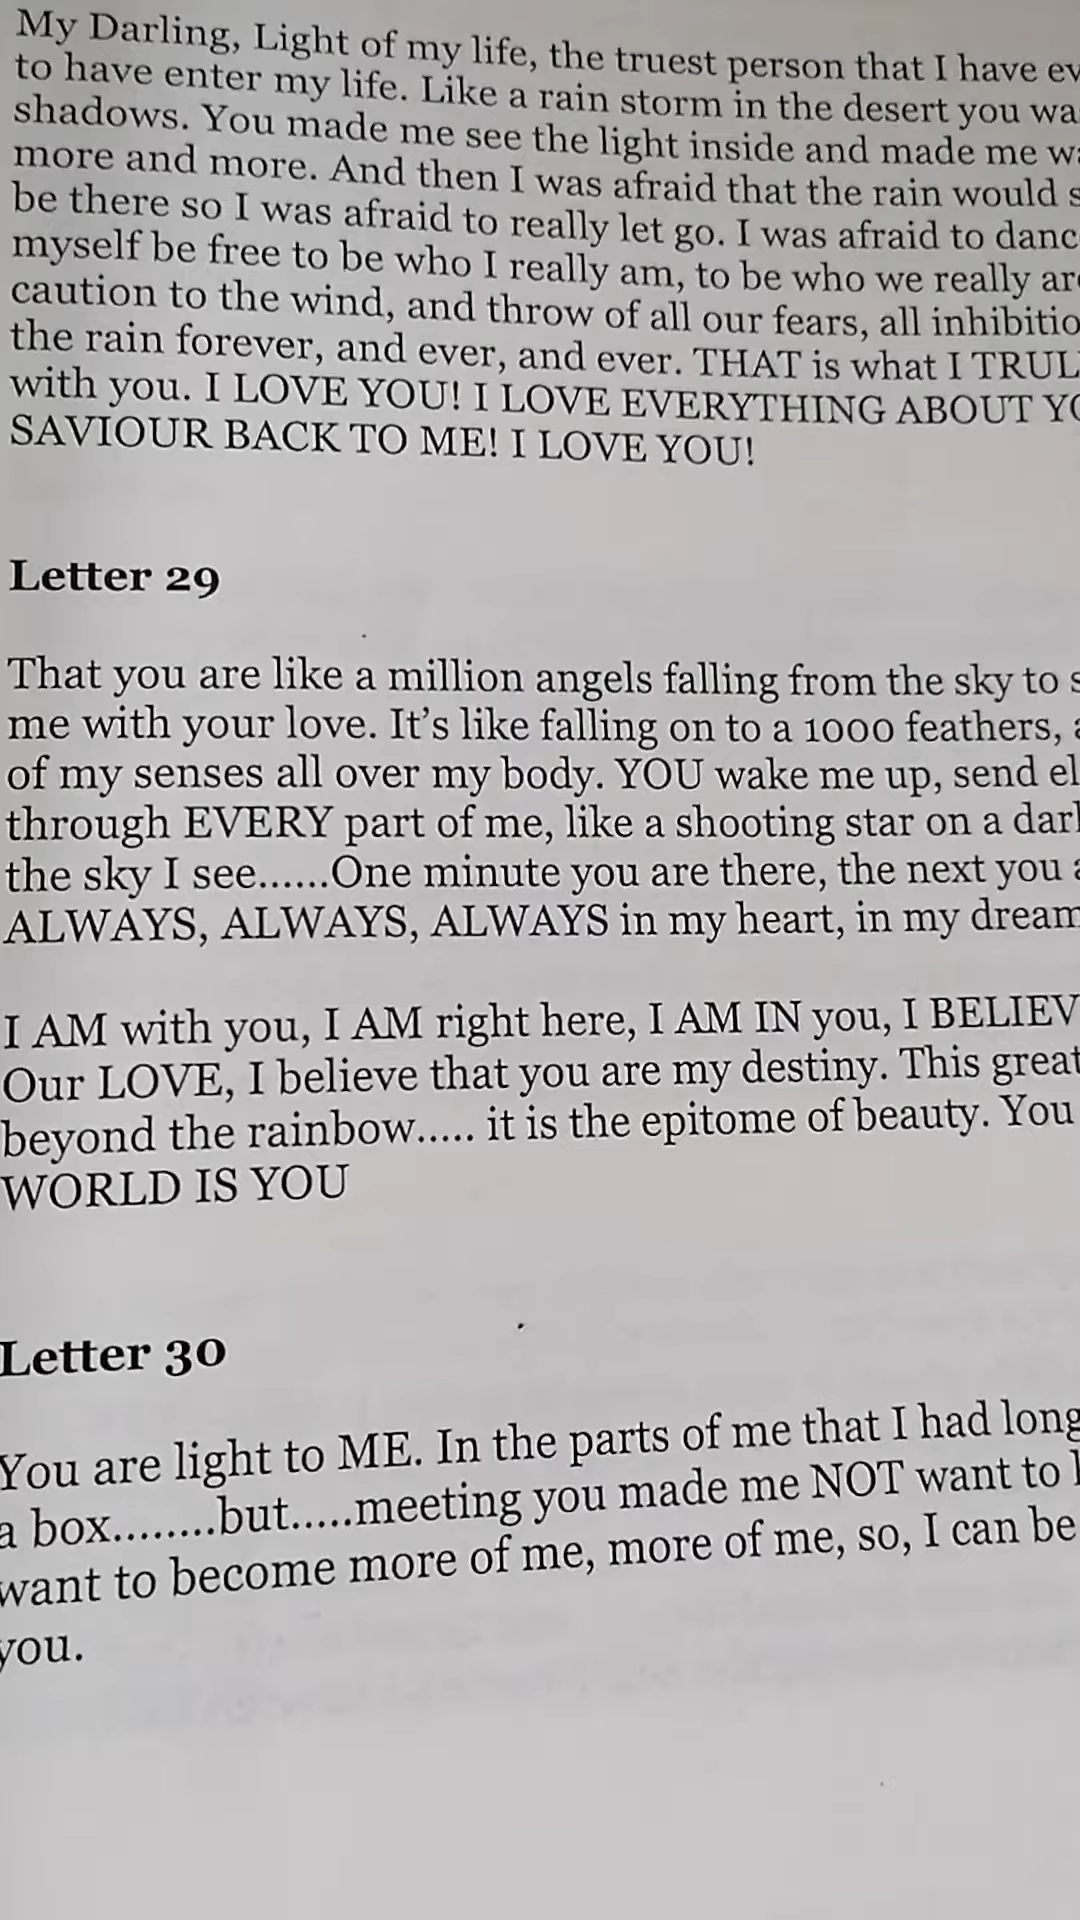 My Darling, Light of my life, the truest person that I have
to have enter my life. Like a rain storm in the desert you
shadows. You made me see the light inside and made me
more and more. And then I was afraid that the rain would
be there so I was afraid to really let go. I was afraid to
myself be free to be who I really am, to be who we really
caution to the wind, and throw of all our fears, all
the rain forever, and ever, and ever. THAT is what I
with you. I LOVE YOU! I LOVE EVERYTHING ABOUT
SAVIOUR BACK TO ME! I LOVE YOU!
Letter 29
That you are like a million angels falling from the sky to
me with your love. It's like falling on to a 1000 feathers,
of my senses all over my body. YOU wake me up, send
through EVERY part of me, like a shooting star on a
the sky I see......One minute you are there, the next you
ALWAYS, ALWAYS, ALWAYS in my heart, in my
I AM with you, I AM right here, I AM IN you, I
Our LOVE, I believe that you are my destiny. This
beyond the rainbow..... it is the epitome of beauty. You
WORLD IS YOU
Letter 30
You are light to ME. In the parts of me that I had long
a box........but.....meeting you made me NOT want to
want to become more of me, more of me, so, I can be
you.